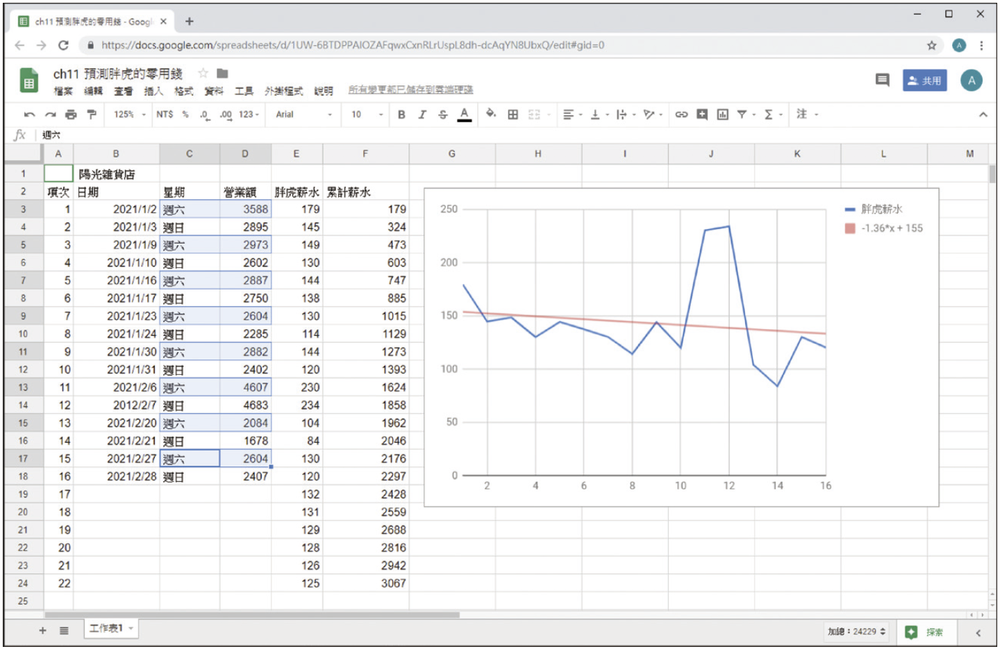 ch11 預測胖虎的零用錢 - Googl × +
https://docs.google.com/spreadsheets/d/1UW-6BTDPPAIOZAFqwxCxnRLrUspL8dh-dcAqYN8UbxQ/edit#gid=0 A
ch11 預測胖虎的零用錢
檔案 編輯 查看 插入 格式 資料 工具 外掛程式 說明 所有變更都已儲存到雲端硬碟
共用 A
125% NT$ % .0 .00 123 Arial 10 B I S A Σ 注
fx 週六
A B C D E F G H I J K L M
1 陽光雜貨店
2 項次 日期 星期 營業額 胖虎薪水 累計薪水
3 1 2021/1/2 週六 3588 179 179
4 2 2021/1/3 週日 2895 145 324
5 3 2021/1/9 週六 2973 149 473
6 4 2021/1/10 週日 2602 130 603
7 5 2021/1/16 週六 2887 144 747
8 6 2021/1/17 週日 2750 138 885
9 7 2021/1/23 週六 2604 130 1015
10 8 2021/1/24 週日 2285 114 1129
11 9 2021/1/30 週六 2882 144 1273
12 10 2021/1/31 週日 2402 120 1393
13 11 2021/2/6 週六 4607 230 1624
14 12 2012/2/7 週日 4683 234 1858
15 13 2021/2/20 週六 2084 104 1962
16 14 2021/2/21 週日 1678 84 2046
17 15 2021/2/27 週六 2604 130 2176
18 16 2021/2/28 週日 2407 120 2297
19 17 132 2428
20 18 131 2559
21 19 129 2688
22 20 128 2816
23 21 126 2942
24 22 125 3067
25
250
200
150
100
50
0
2 4 6 8 10 12 14 16
胖虎薪水
-1.36*x + 155
工作表1
加總：24229
探索